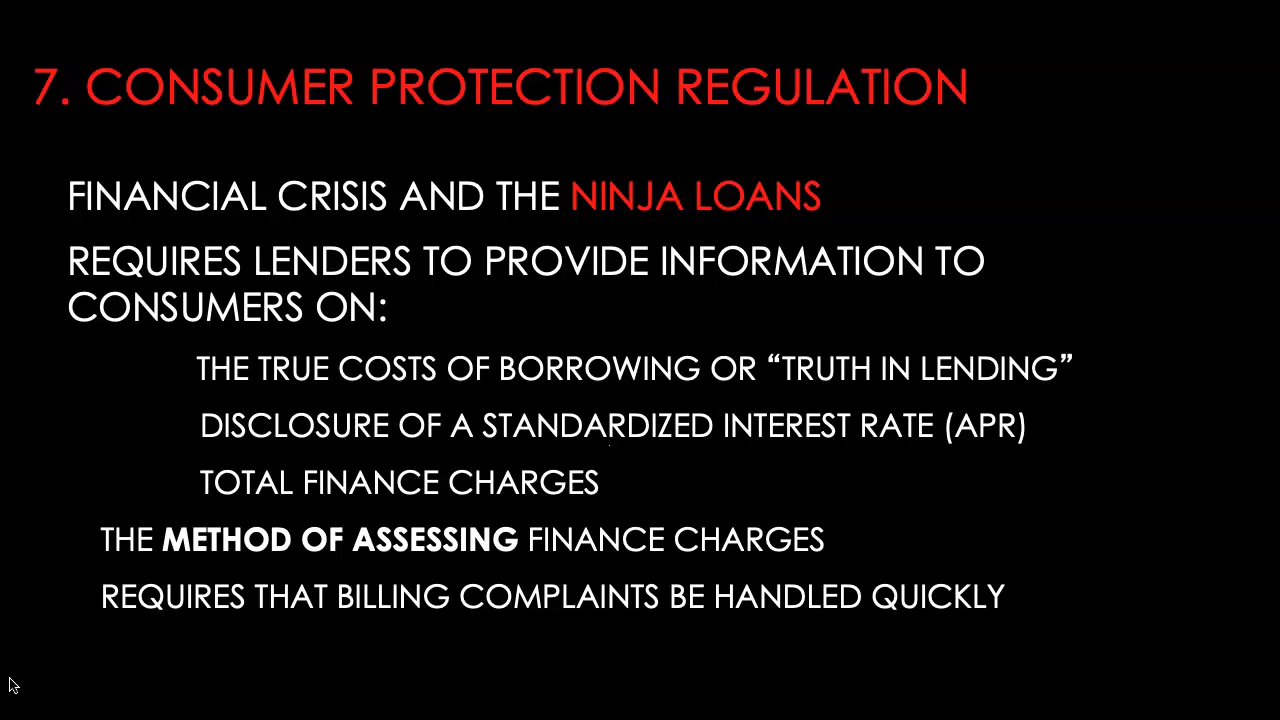 7. CONSUMER PROTECTION REGULATION
FINANCIAL CRISIS AND THE NINJA LOANS
REQUIRES LENDERS TO PROVIDE INFORMATION TO
CONSUMERS ON:
THE TRUE COSTS OF BORROWING OR “TRUTH IN LENDING”
DISCLOSURE OF A STANDARDIZED INTEREST RATE (APR)
TOTAL FINANCE CHARGES
THE METHOD OF ASSESSING FINANCE CHARGES
REQUIRES THAT BILLING COMPLAINTS BE HANDLED QUICKLY